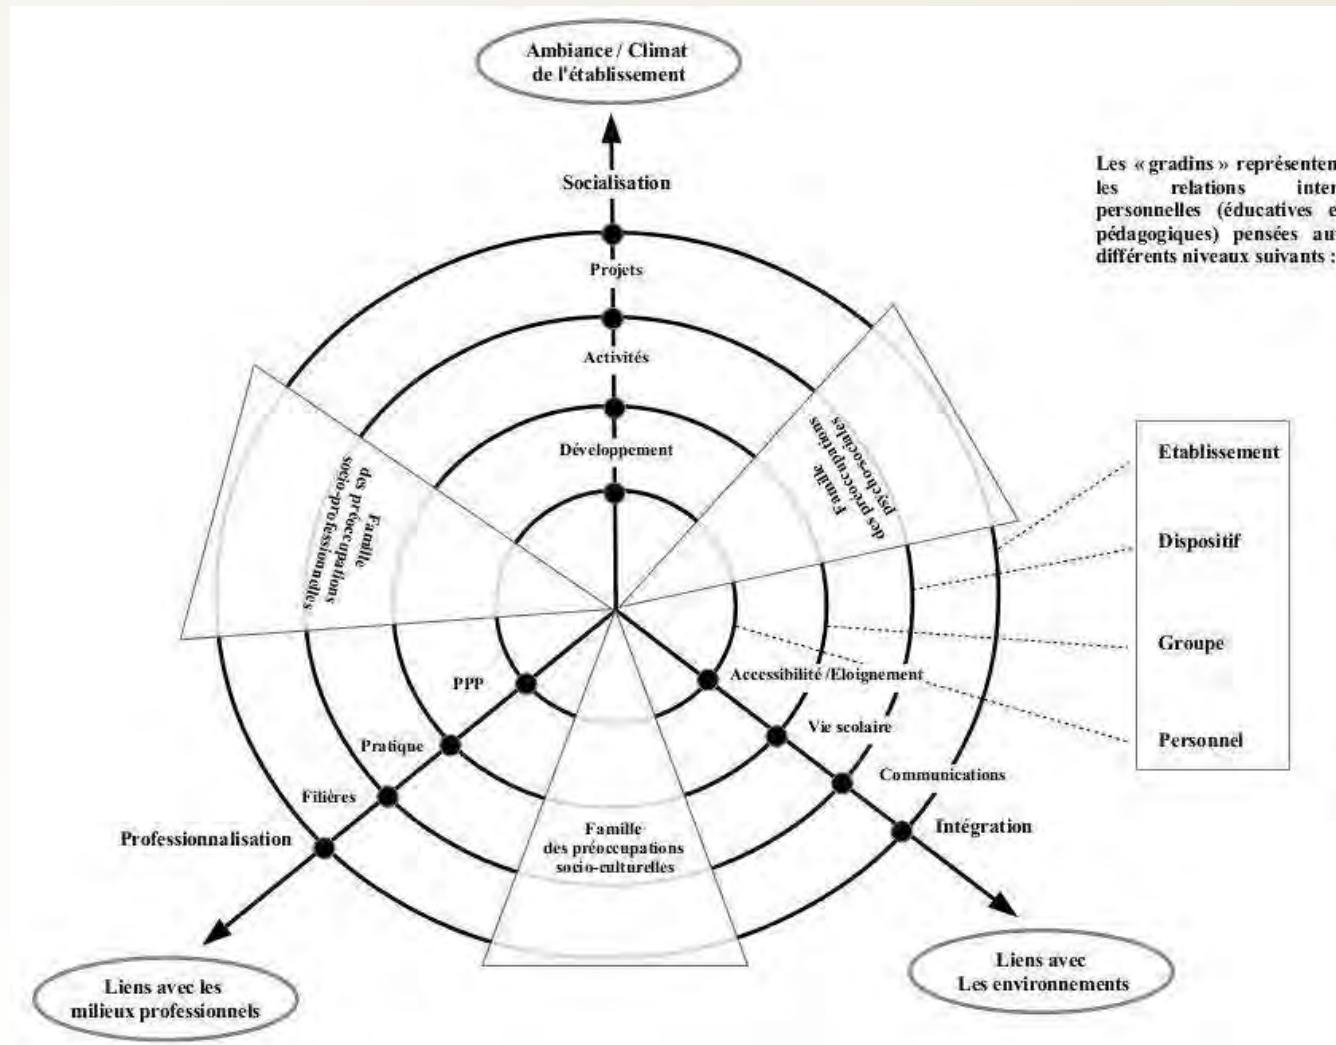 Ambiance / Climat
de l'établissement
Socialisation
Les « gradins » représenten
les relations inter
personnelles (éducatives e
pédagogiques) pensées au
différents niveaux suivants :
Projets
Activités
Développement
Famille
des préoccupations
psycho-sociales
Famille
des préoccupations
socio-professionnelles
Etablissement
Dispositif
Groupe
Personnel
PPP
Accessibilité /Eloignement
Pratique
Vie scolaire
Filières
Communications
Professionnalisation
Intégration
Famille
des préoccupations
socio-culturelles
Liens avec les
milieux professionnels
Liens avec
Les environnements